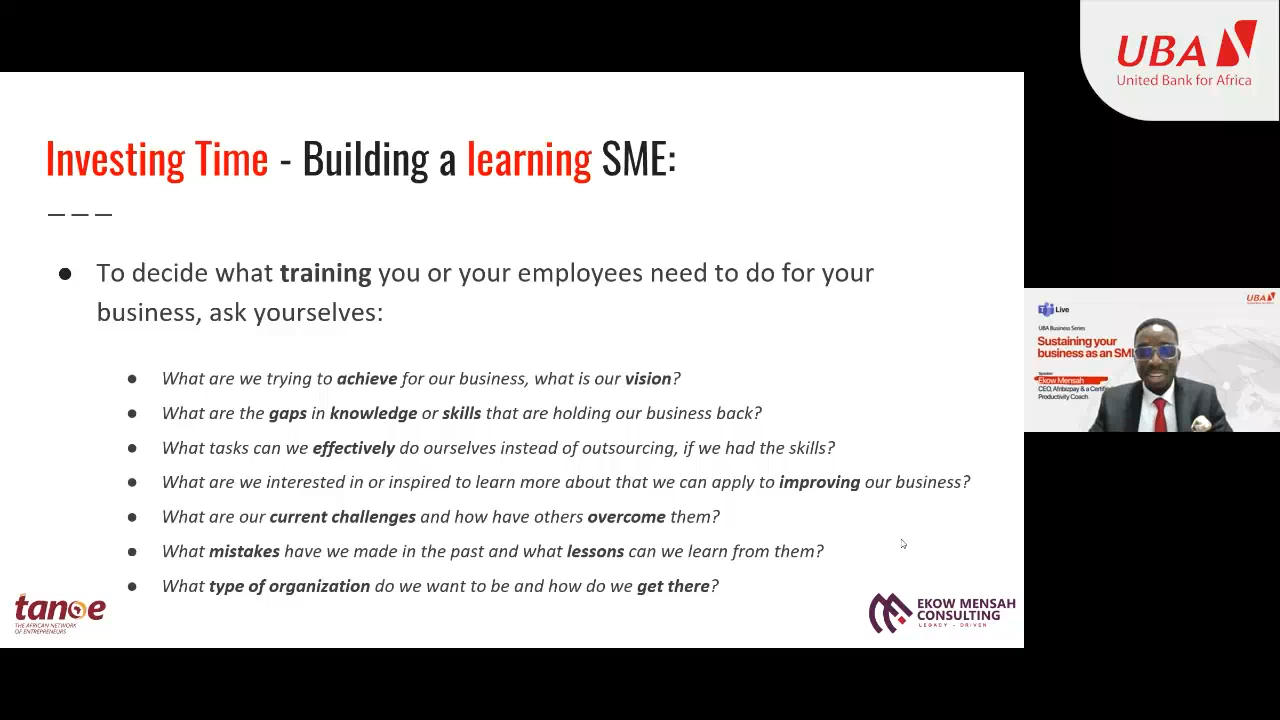 UBA
United Bank for Africa
Investing Time - Building a learning SME:
● To decide what training you or your employees need to do for your
business, ask yourselves:
● What are we trying to achieve for our business, what is our vision?
● What are the gaps in knowledge or skills that are holding our business back?
● What tasks can we effectively do ourselves instead of outsourcing, if we had the skills?
● What are we interested in or inspired to learn more about that we can apply to improving our business?
● What are our current challenges and how have others overcome them?
● What mistakes have we made in the past and what lessons can we learn from them?
● What type of organization do we want to be and how do we get there?
tanoe
THE AFRICAN NETWORK
OF ENTREPRENEURS
EKOW MENSAH
CONSULTING
LEGACY - DRIVEN
UBA
Live
UBA Business Series
Sustaining your
business as an SM
Speaker
Ekow Mensah
CEO, Afribizpay & a Certifie
Productivity Coach